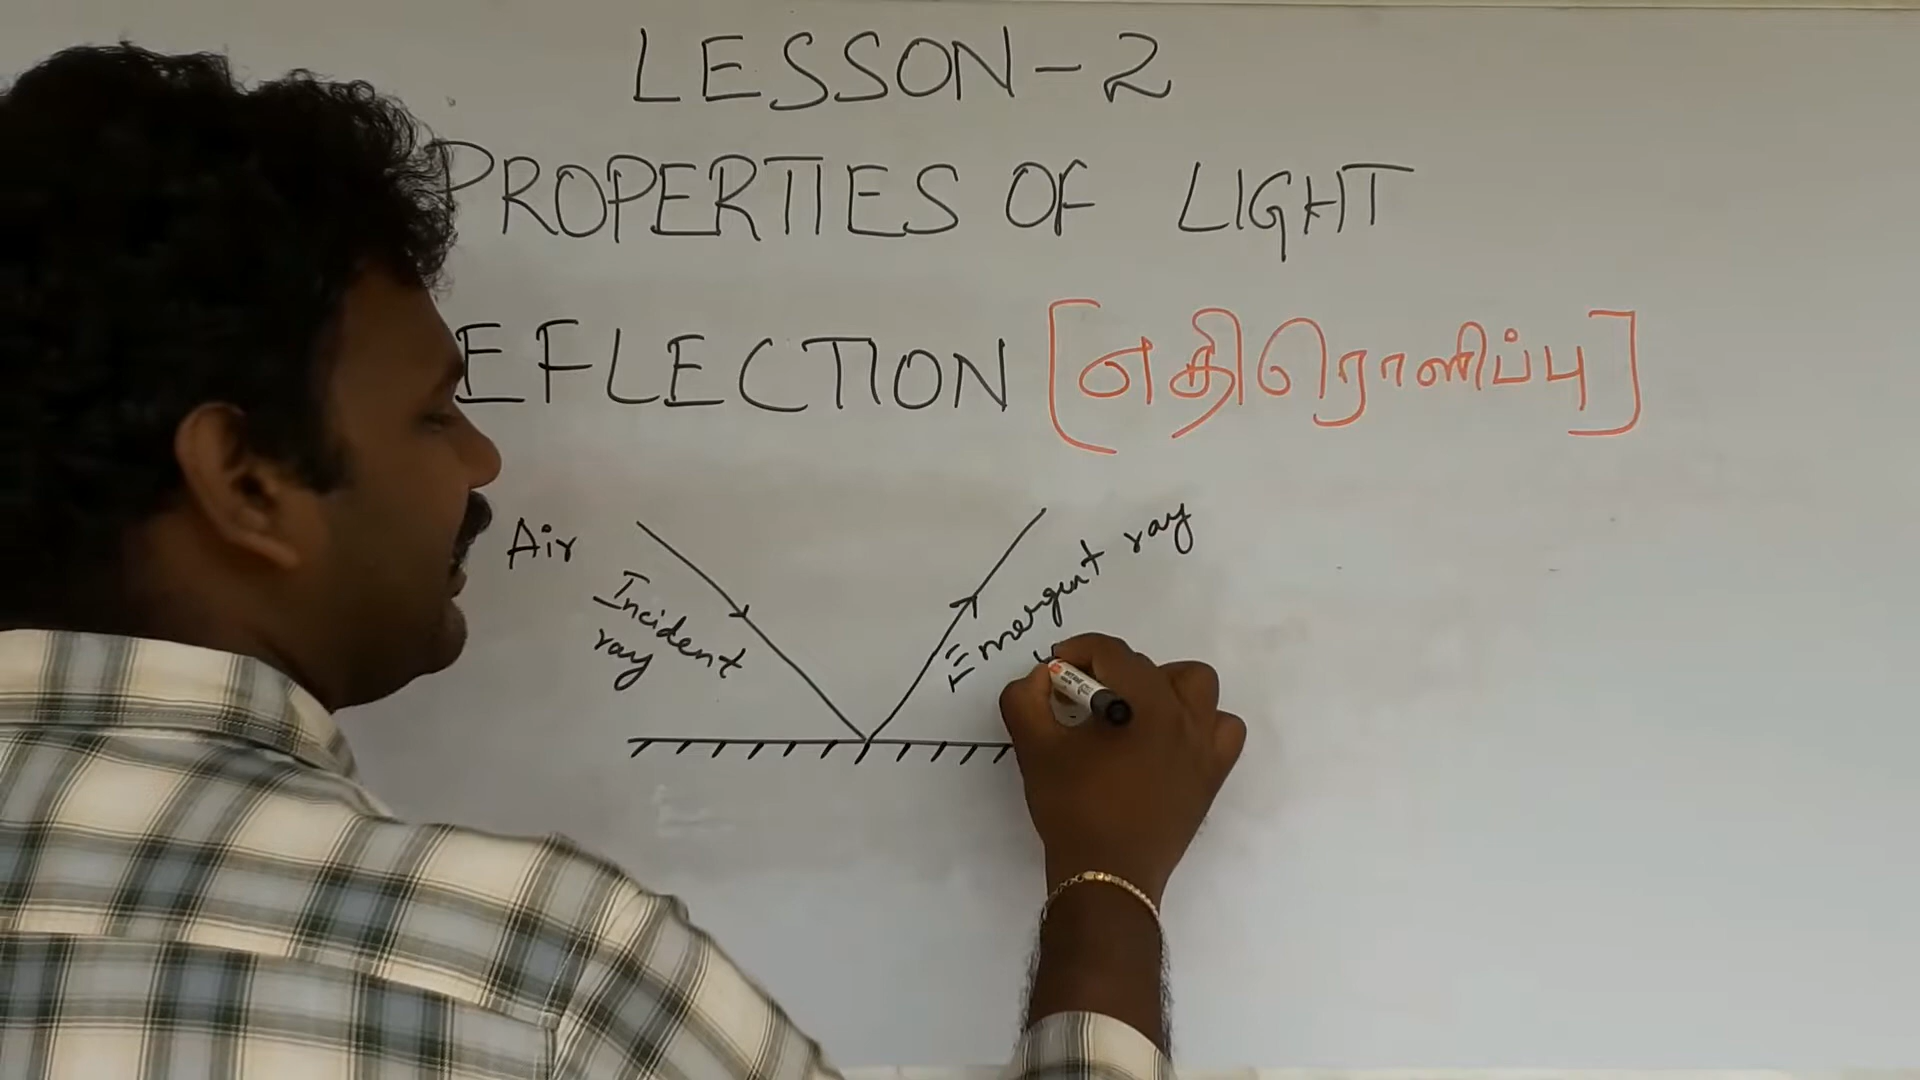 LESSON-2
PROPERTIES OF LIGHT
EFLECTION [எதிரொளிப்பு]
Air
Incident
ray
Emergent ray